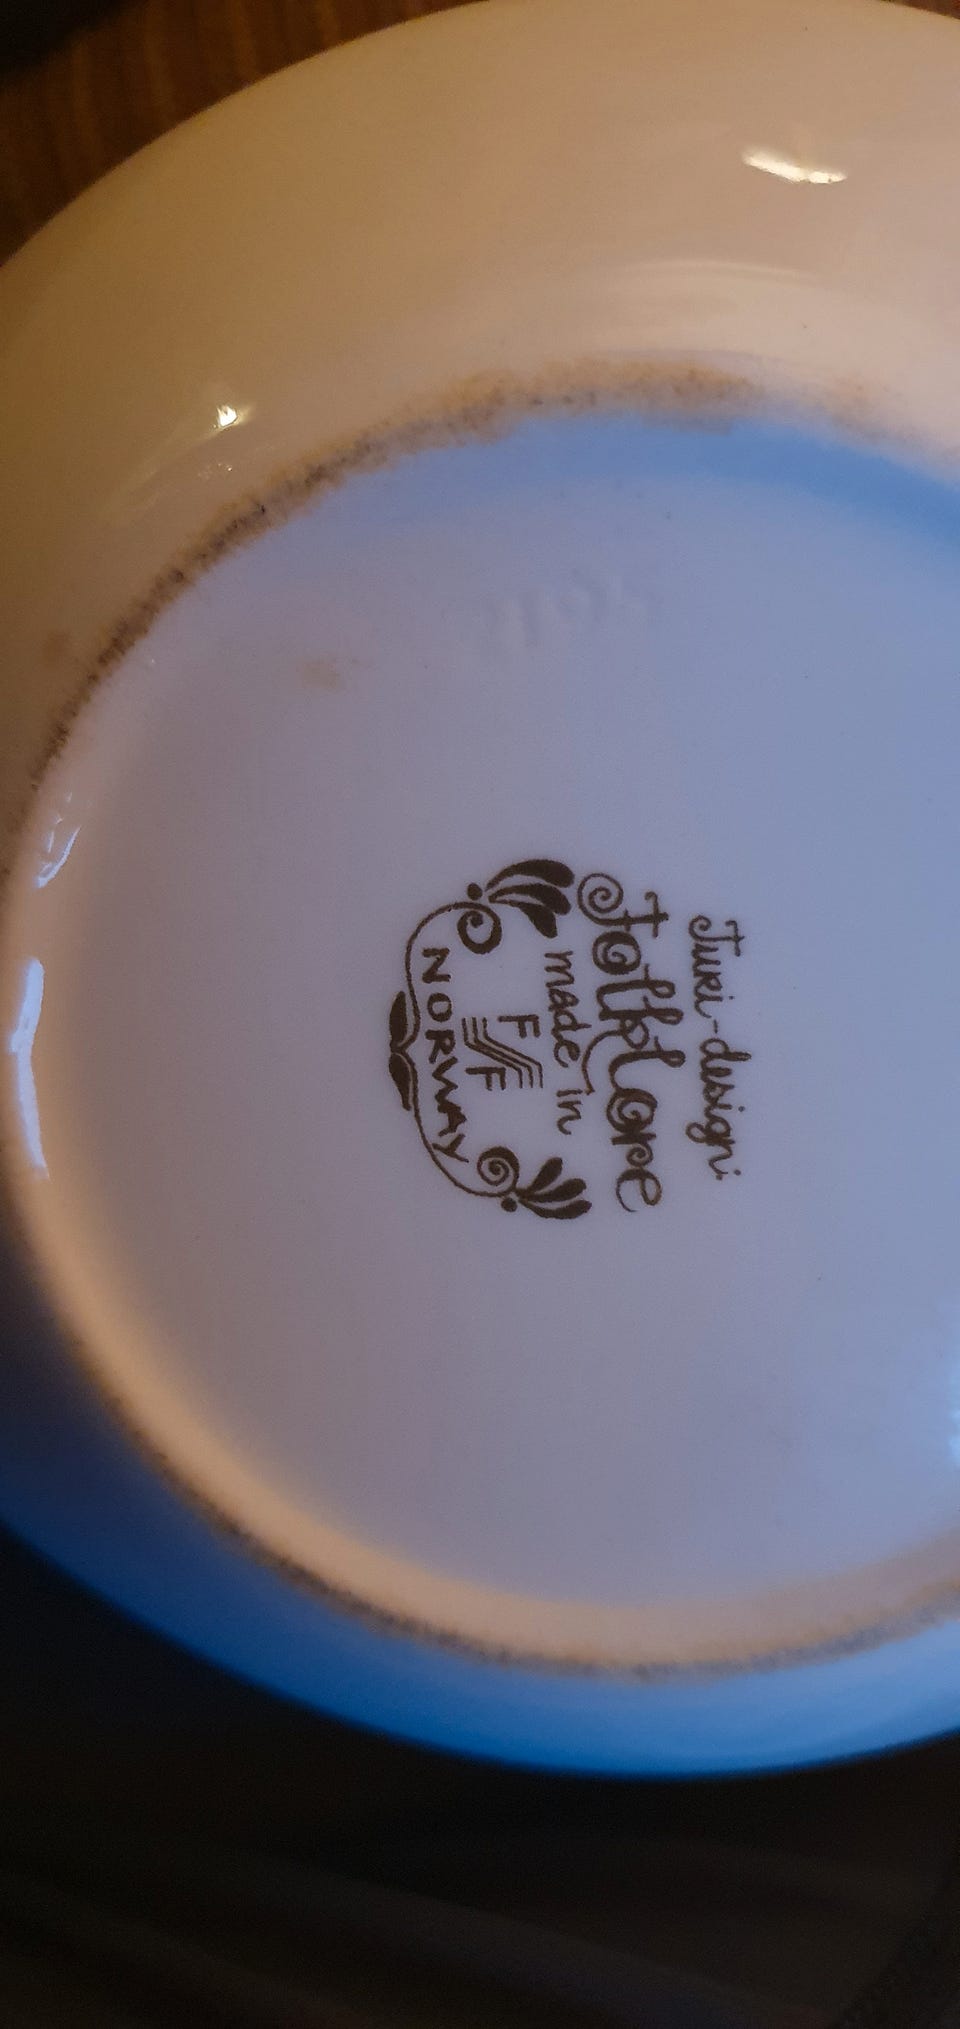 Turi-design
Folklore
made in
F F
NORWAY